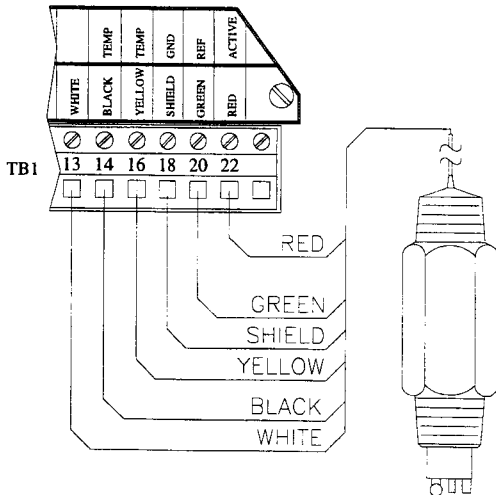 TEMP TEMP GND REF ACTIVE
WHITE BLACK YELLOW SHIELD GREEN RED
TB1 13 14 16 18 20 22
RED
GREEN
SHIELD
YELLOW
BLACK
WHITE